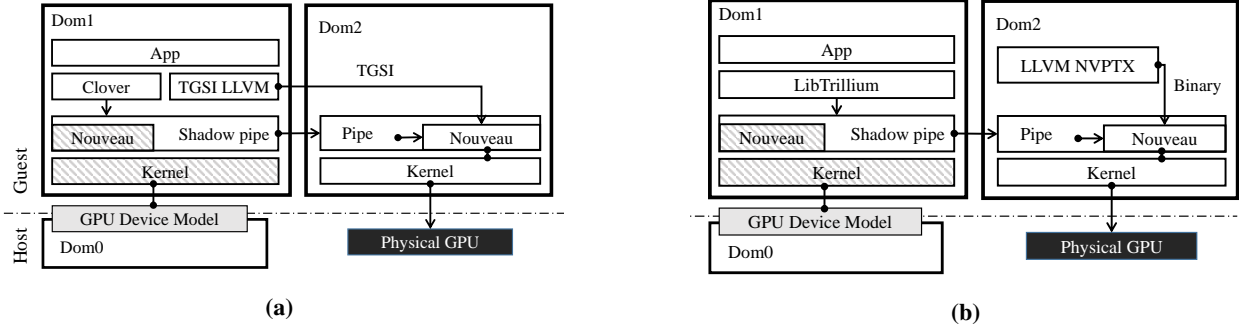 Dom1
App
Clover
TGSI LLVM
Nouveau
Shadow pipe
Kernel
GPU Device Model
Dom0
Guest
Host
Dom2
TGSI
Pipe
Nouveau
Kernel
Physical GPU
(a)
Dom1
App
LibTrillium
Nouveau
Shadow pipe
Kernel
GPU Device Model
Dom0
Dom2
LLVM NVPTX
Binary
Pipe
Nouveau
Kernel
Physical GPU
(b)